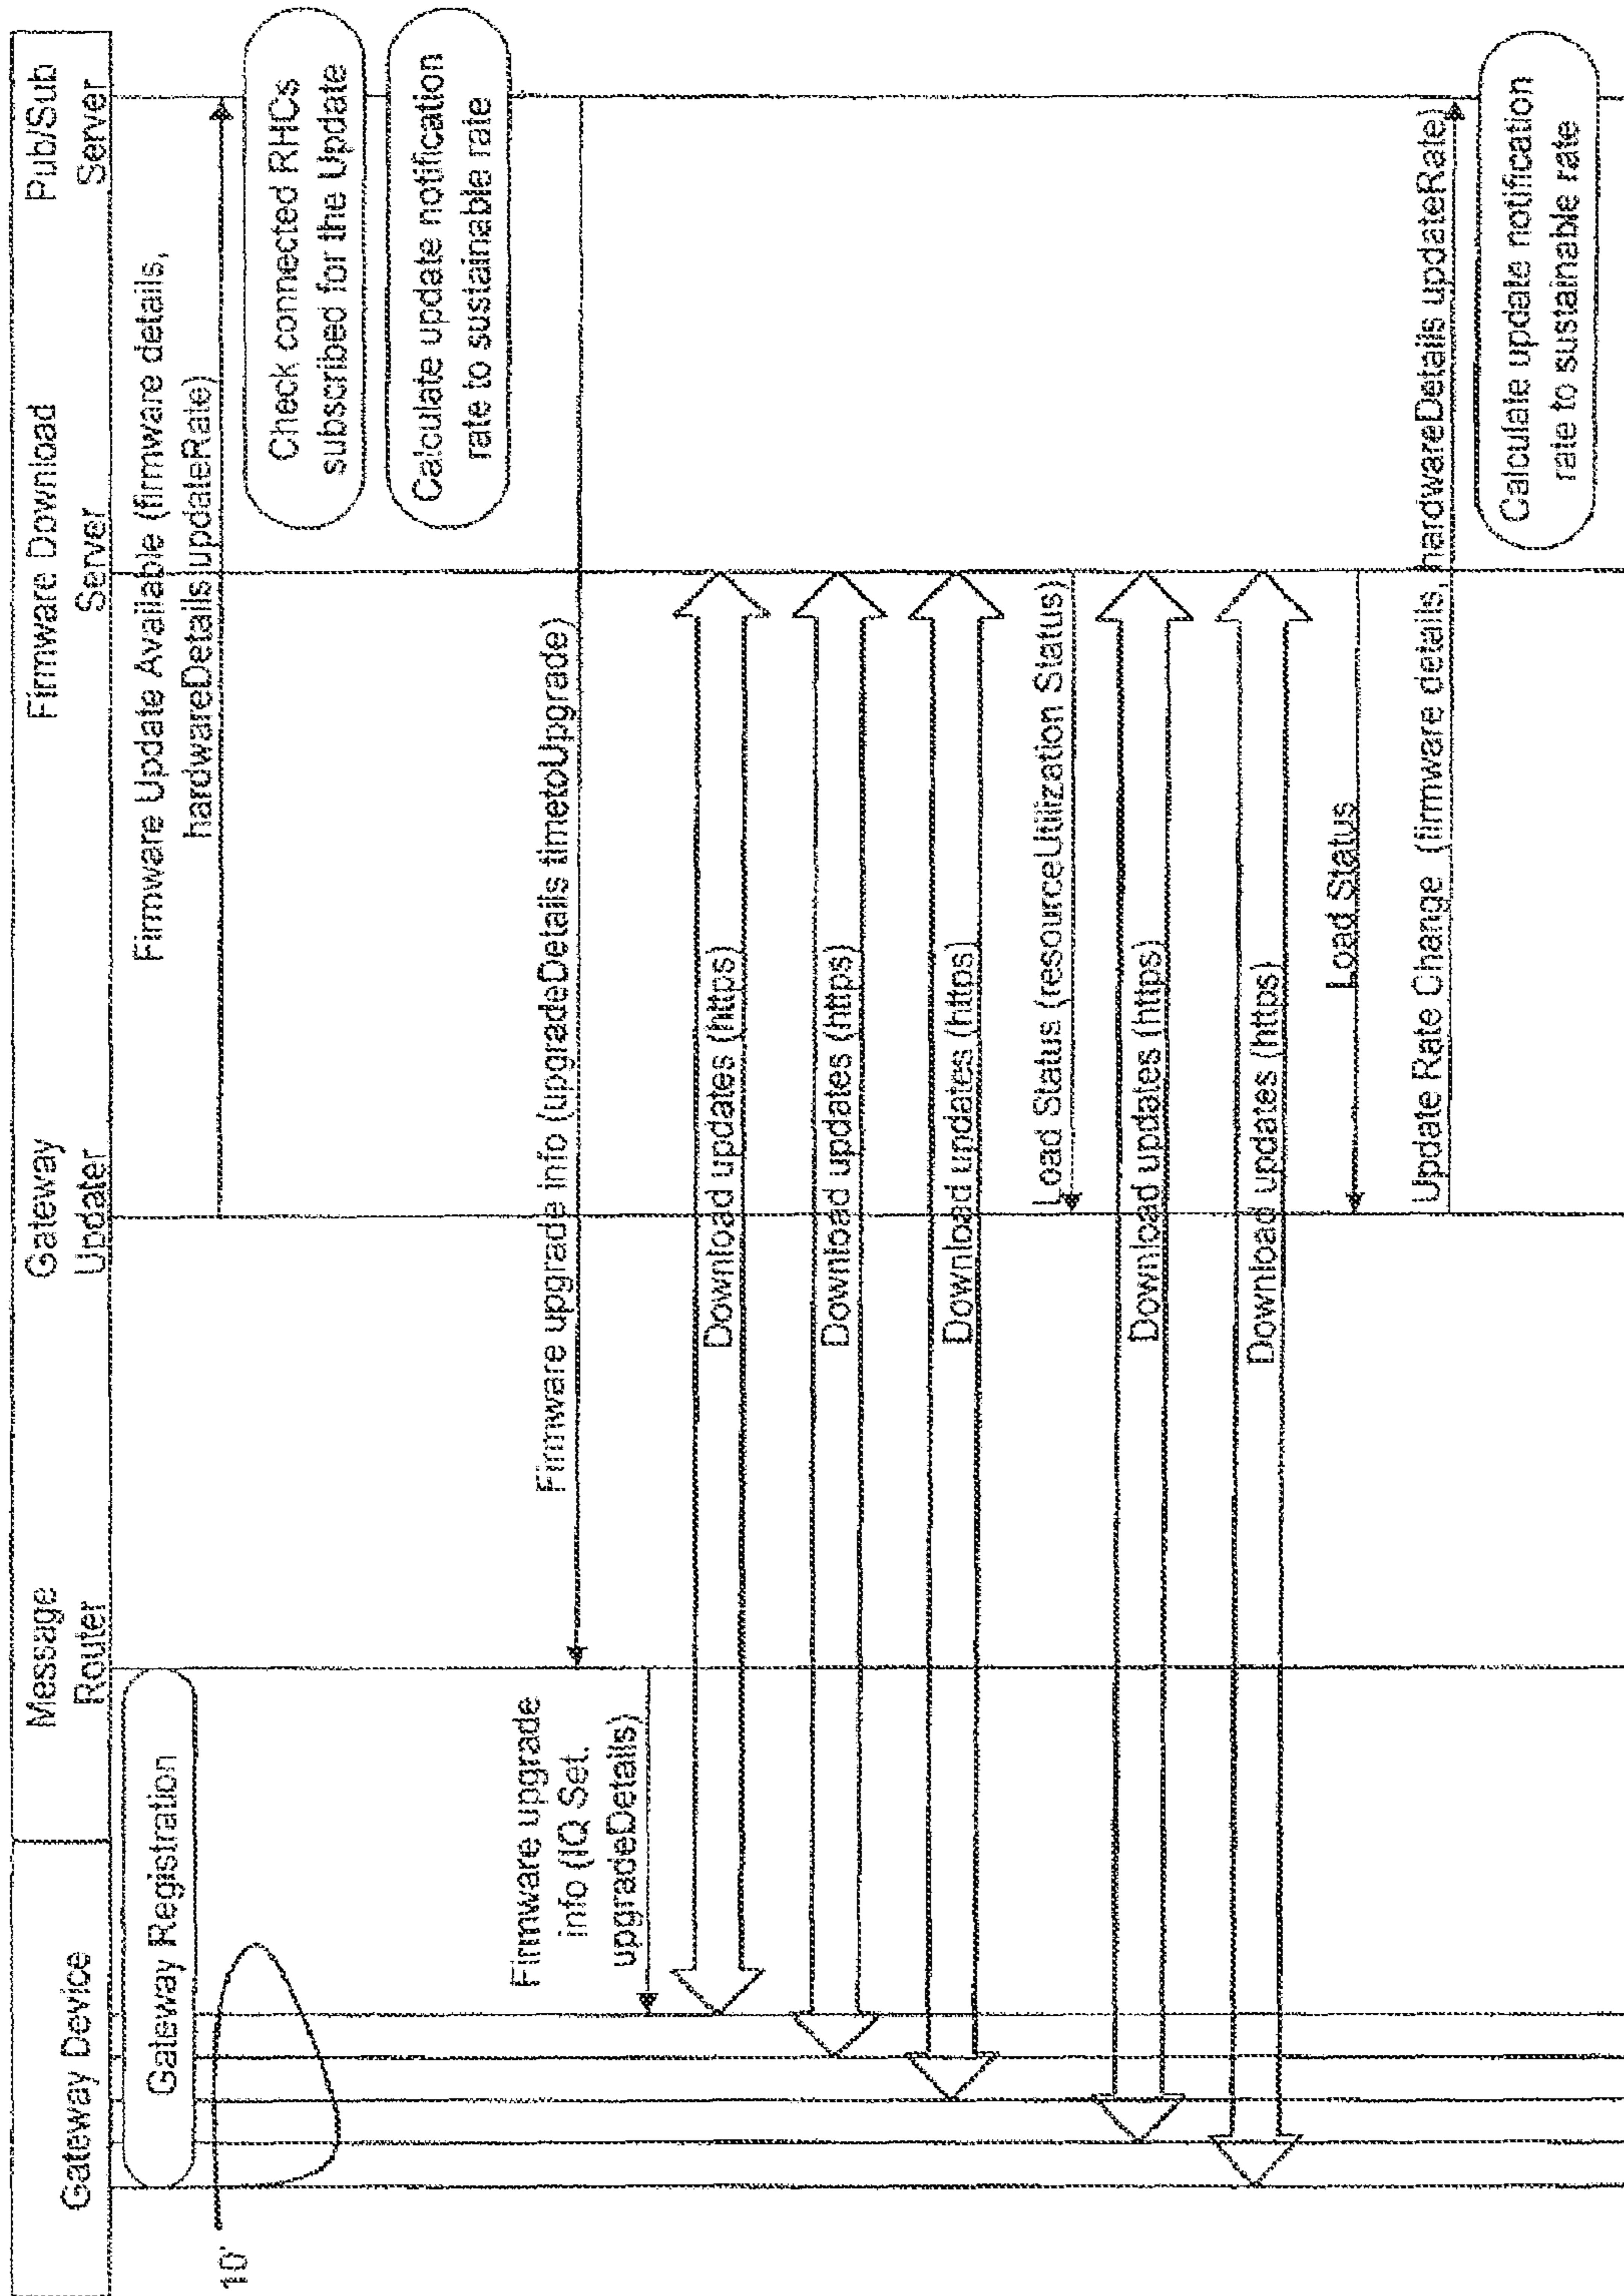 Gateway Device
Message
Router
Gateway
Updater
Firmware Download
Server
Pub/Sub
Server
Gateway Registration
10'
Firmware Update Available (firmware details,
hardwareDetails updateRate)
Check connected RHCs
subscribed for the Update
Calculate update notification
rate to sustainable rate
Firmware upgrade info (upgradeDetails timetoUpgrade)
Firmware upgrade
info (IQ Set.
upgradeDetails)
Download updates (https)
Download updates (https)
Download updates (https)
Load Status (resourceUtilization Status)
Download updates (https)
Download updates (https)
Load Status
Update Rate Change (firmware details, hardwareDetails updateRate)
Calculate update notification
rate to sustainable rate